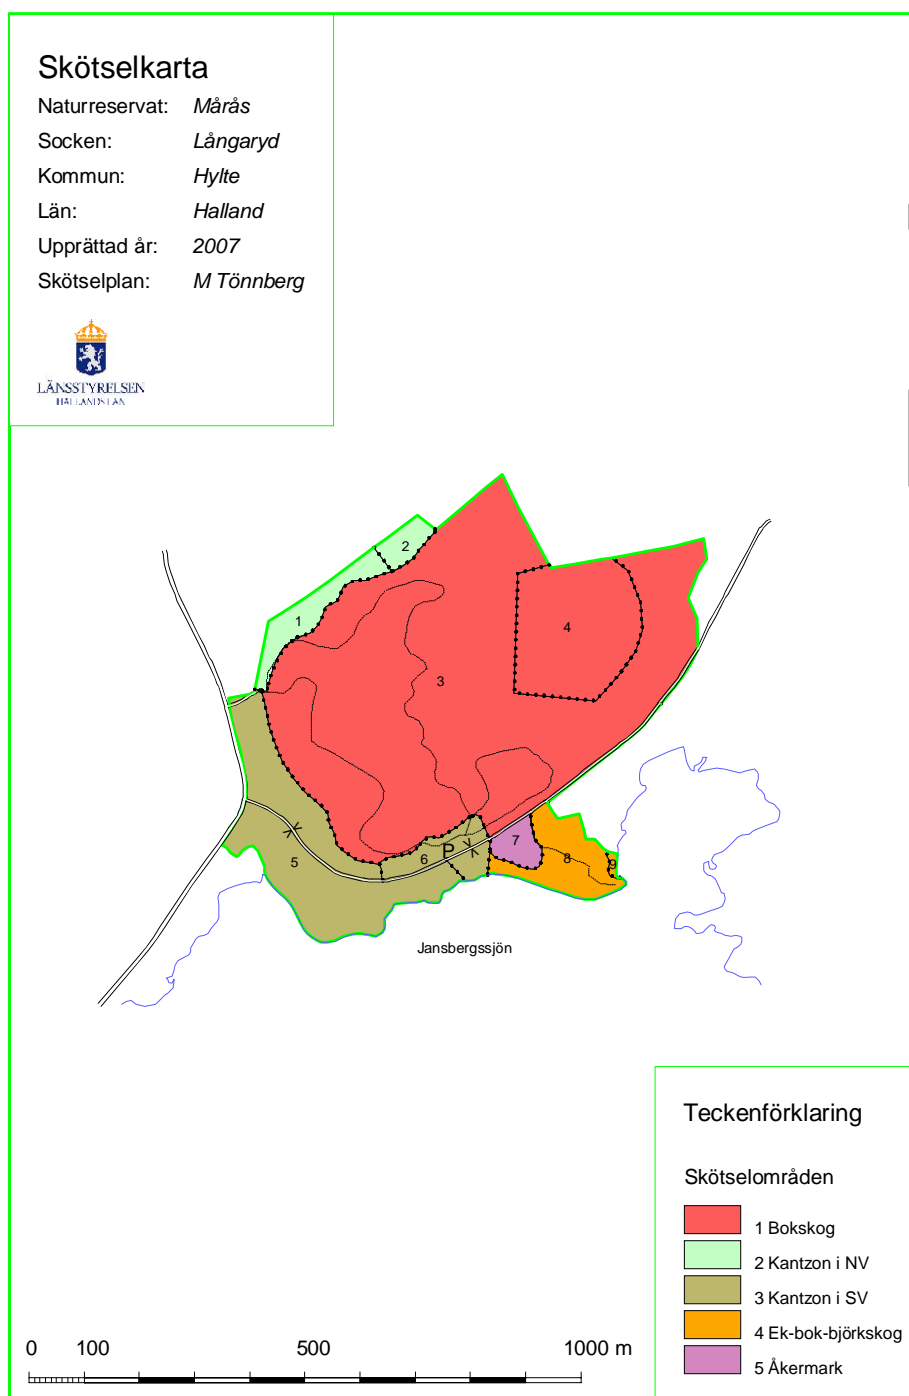 Skötselkarta
Naturreservat: Mårås
Socken: Långaryd
Kommun: Hylte
Län: Halland
Upprättad år: 2007
Skötselplan: M Tönnberg
LÄNSSTYRELSEN
HALLANDS LÄN
2
1
4
3
7
6
P
5
8
9
Jansbergssjön
Teckenförklaring
Skötselområden
1 Bokskog
2 Kantzon i NV
3 Kantzon i SV
4 Ek-bok-björkskog
5 Åkermark
0 100 500 1000 m